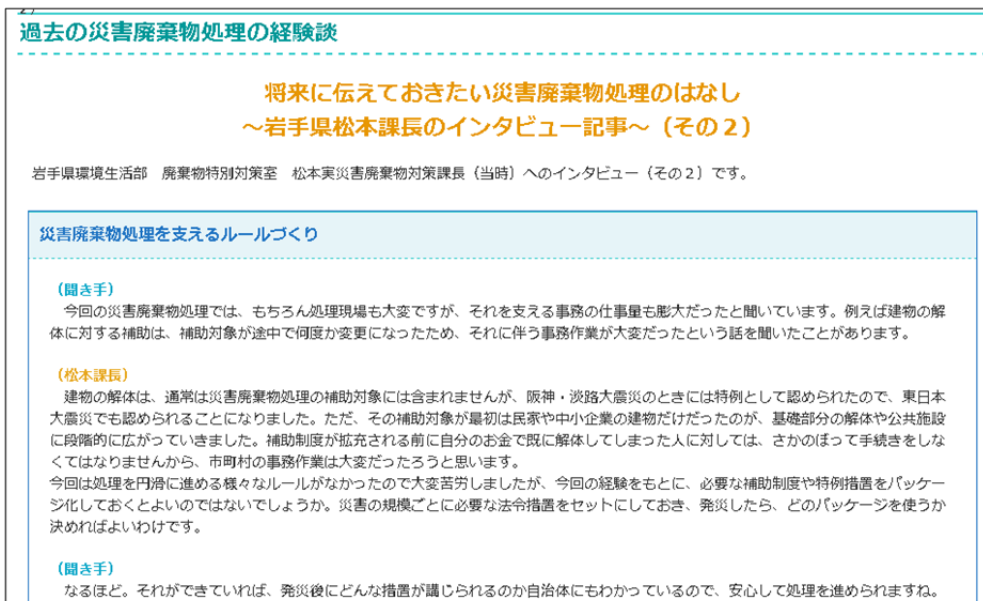 過去の災害廃棄物処理の経験談
将来に伝えておきたい災害廃棄物処理のはなし
~岩手県松本課長のインタビュー記事~(その2)
岩手県環境生活部 廃棄物特別対策室 松本実災害廃棄物対策課長(当時)へのインタビュー(その2)です。
災害廃棄物処理を支えるルールづくり
(聞き手)
今回の災害廃棄物処理では、もちろん処理現場も大変ですが、それを支える事務の仕事量も膨大だったと聞いています。例えば建物の解
体に対する補助は、補助対象が途中で何度か変更になったため、それに伴う事務作業が大変だったという話を聞いたことがあります。
(松本課長)
建物の解体は、通常は災害廃棄物処理の補助対象には含まれませんが、阪神・淡路大震災のときには特例として認められたので、東日本
大震災でも認められることになりました。ただ、その補助対象が最初は民家や中小企業の建物だけだったのが、基礎部分の解体や公共施設
に段階的に広がっていきました。補助制度が拡充される前に自分のお金で既に解体してしまった人に対しては、さかのぼって手続きをしな
くてはなりませんから、市町村の事務作業は大変だったろうと思います。
今回は処理を円滑に進める様々なルールがなかったので大変苦労しましたが、今回の経験をもとに、必要な補助制度や特例措置をパッケー
ジ化しておくとよいのではないでしょうか。災害の規模ごとに必要な法令措置をセットにしておき、発災したら、どのパッケージを使うか
決めればよいわけです。
(聞き手)
なるほど。それができていれば、発災後にどんな措置が講じられるのか自治体にもわかっているので、安心して処理を進められますね。